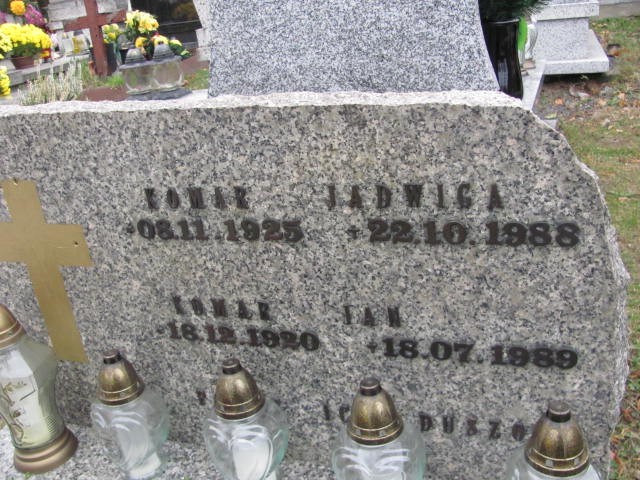 KOMAR JADWIGA
*08.11.1925 +22.10.1988
KOMAR JAN
*18.12.1920 +18.07.1989